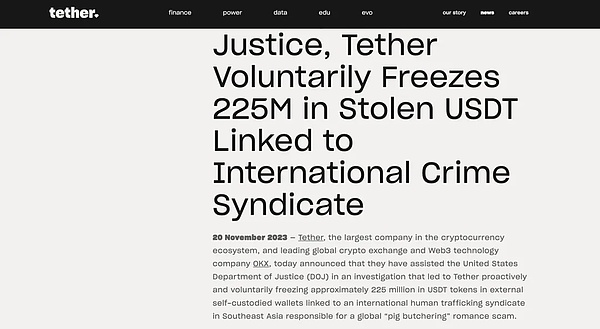 tether. finance power data edu evo our story news careers
Justice, Tether
Voluntarily Freezes
225M in Stolen USDT
Linked to
International Crime
Syndicate
20 November 2023 – Tether, the largest company in the cryptocurrency
ecosystem, and leading global crypto exchange and Web3 technology
company OKX, today announced that they have assisted the United States
Department of Justice (DOJ) in an investigation that led to Tether proactively
and voluntarily freezing approximately 225 million in USDT tokens in external
self-custodied wallets linked to an international human trafficking syndicate
in Southeast Asia responsible for a global “pig butchering” romance scam.